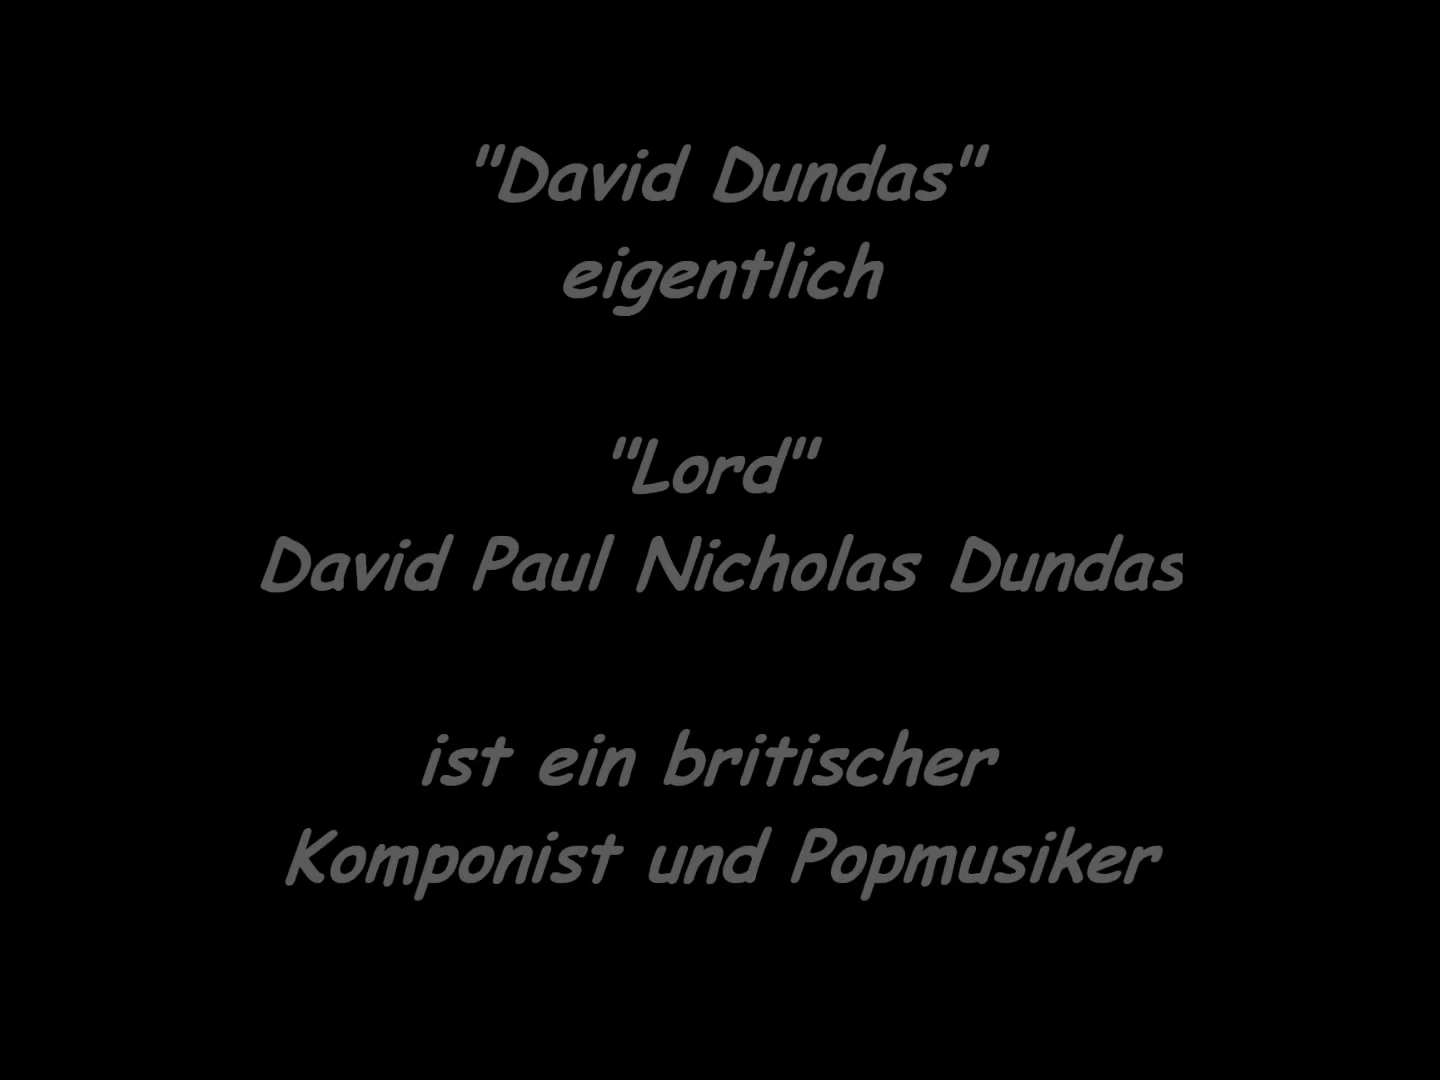 "David Dundas"
eigentlich
"Lord"
David Paul Nicholas Dundas
ist ein britischer
Komponist und Popmusiker